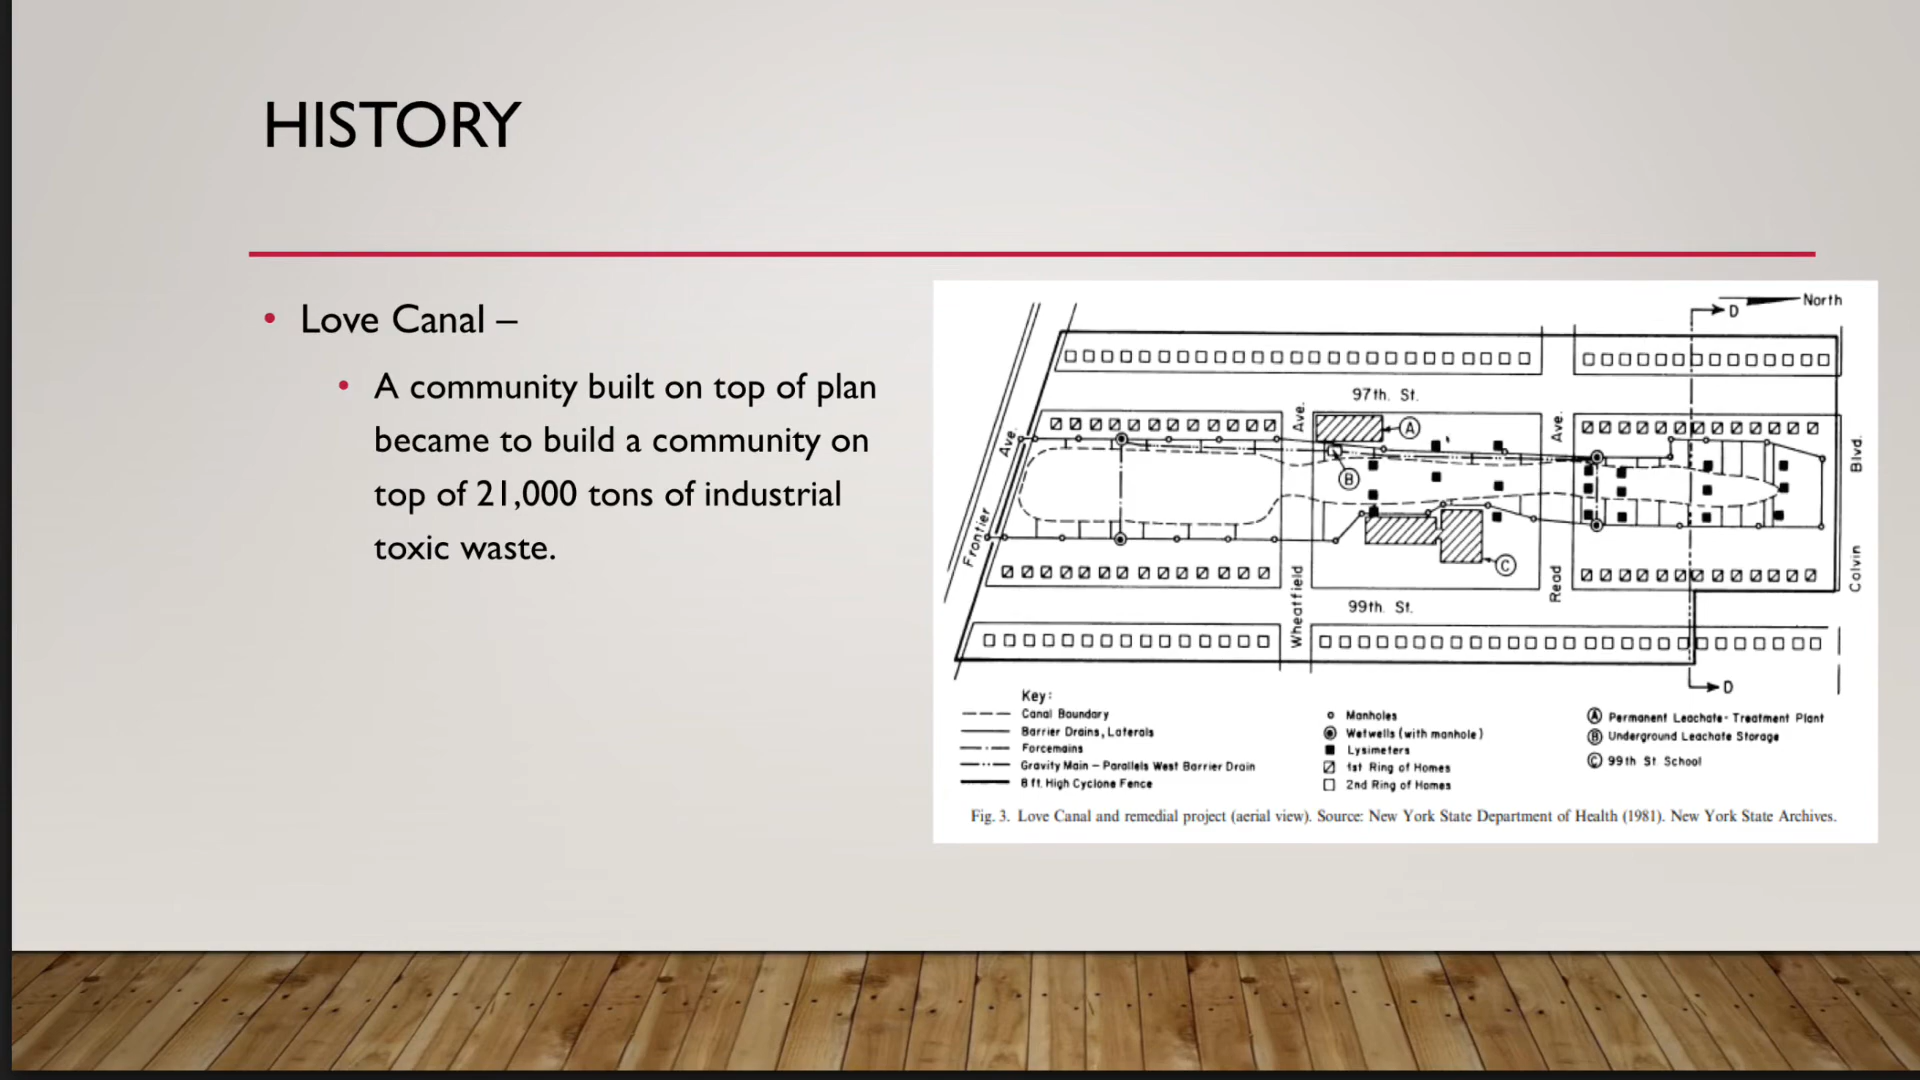 HISTORY
• Love Canal –
• A community built on top of plan
became to build a community on
top of 21,000 tons of industrial
toxic waste.
North
D
97th. St.
Ave.
Ave.
Ave.
A
B
Blvd.
Frontier
C
Wheatfield
Read
Colvin
99th. St.
D
Key:
Canal Boundary
Barrier Drains, Laterals
Forcemains
Gravity Main – Parallels West Barrier Drain
8 ft. High Cyclone Fence
Manholes
Wetwells (with manhole)
Lysimeters
1st Ring of Homes
2nd Ring of Homes
A Permanent Leachate-Treatment Plant
B Underground Leachate Storage
C 99th St. School
Fig. 3. Love Canal and remedial project (aerial view). Source: New York State Department of Health (1981). New York State Archives.